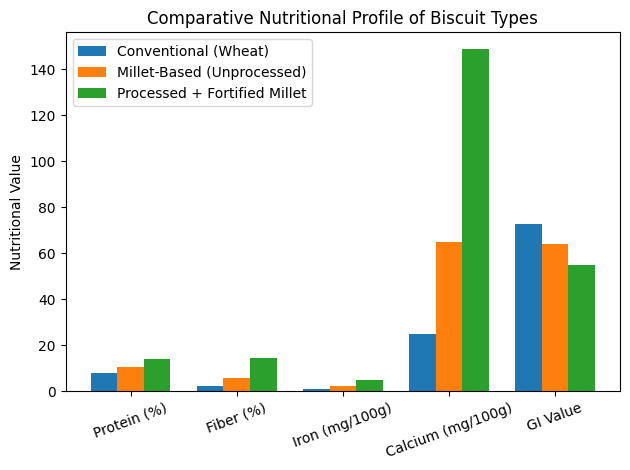 Comparative Nutritional Profile of Biscuit Types
Conventional (Wheat)
Millet-Based (Unprocessed)
Processed + Fortified Millet
Nutritional Value
140
120
100
80
60
40
20
0
Protein (%)
Fiber (%)
Iron (mg/100g)
Calcium (mg/100g)
GI Value